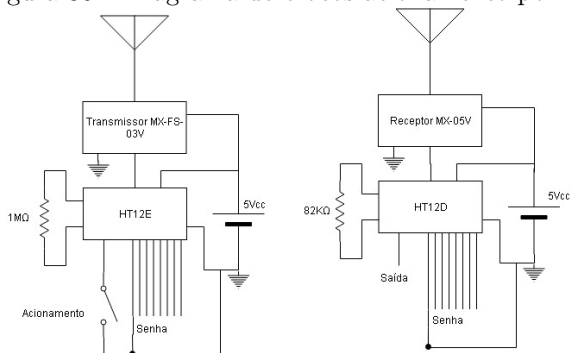 Transmissor MX-FS-
03V
1MΩ
HT12E
5Vcc
Acionamento
Senha
Receptor MX-05V
82KΩ
HT12D
5Vcc
Saída
Senha